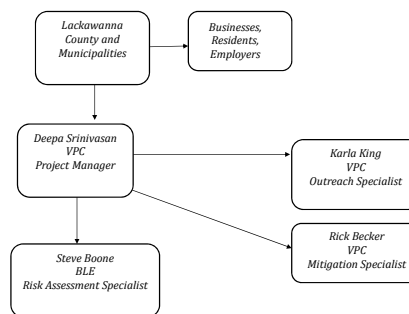 Lackawanna
County and
Municipalities
Businesses,
Residents,
Employers
Deepa Srinivasan
VPC
Project Manager
Karla King
VPC
Outreach Specialist
Rick Becker
VPC
Mitigation Specialist
Steve Boone
BLE
Risk Assessment Specialist